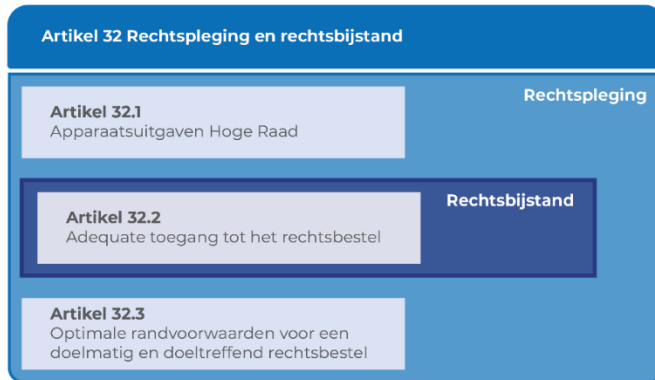 Artikel 32 Rechtspleging en rechtsbijstand
Rechtspleging
Artikel 32.1
Apparaatsuitgaven Hoge Raad
Rechtsbijstand
Artikel 32.2
Adequate toegang tot het rechtsbestel
Artikel 32.3
Optimale randvoorwaarden voor een
doelmatig en doeltreffend rechtsbestel